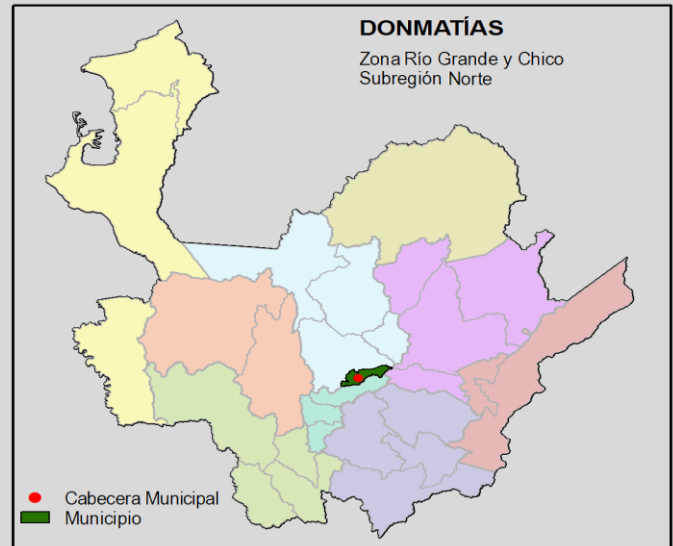 DONMATÍAS
Zona Río Grande y Chico
Subregión Norte
Cabecera Municipal
Municipio